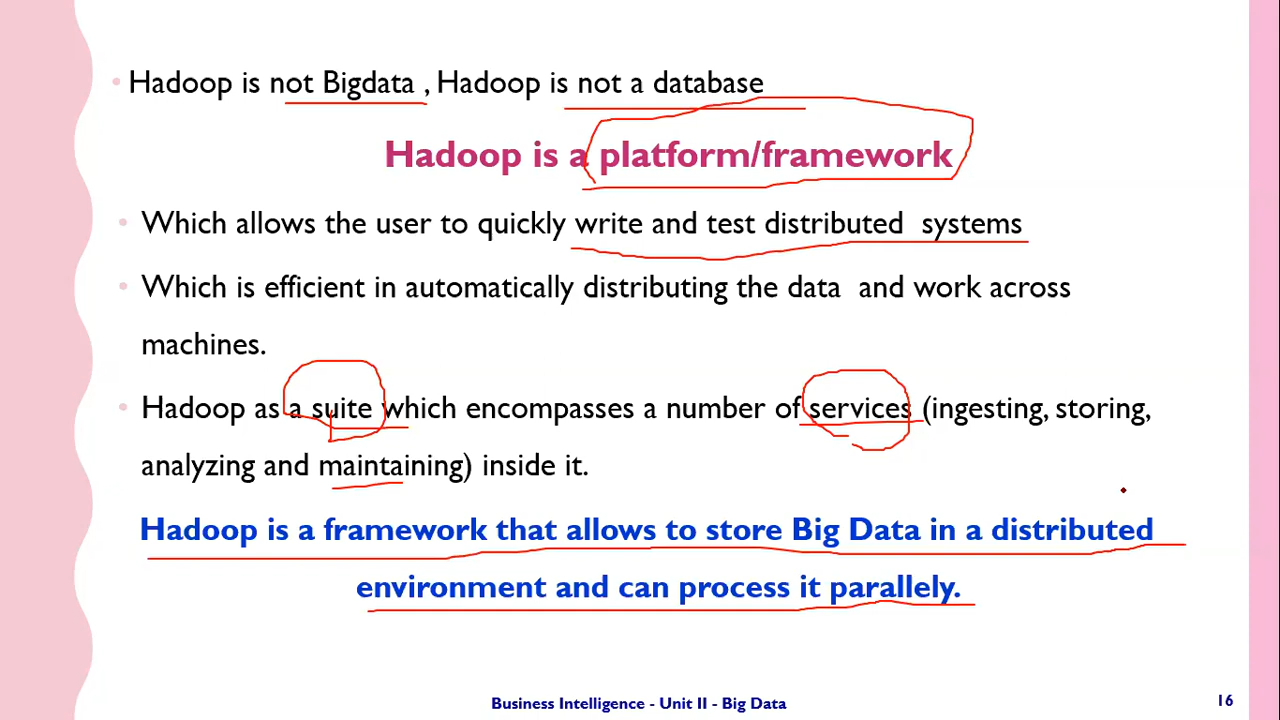 • Hadoop is not Bigdata , Hadoop is not a database
Hadoop is a platform/framework
• Which allows the user to quickly write and test distributed systems
• Which is efficient in automatically distributing the data and work across
machines.
• Hadoop as a suite which encompasses a number of services (ingesting, storing,
analyzing and maintaining) inside it.
Hadoop is a framework that allows to store Big Data in a distributed
environment and can process it parallely.
Business Intelligence - Unit II - Big Data
16